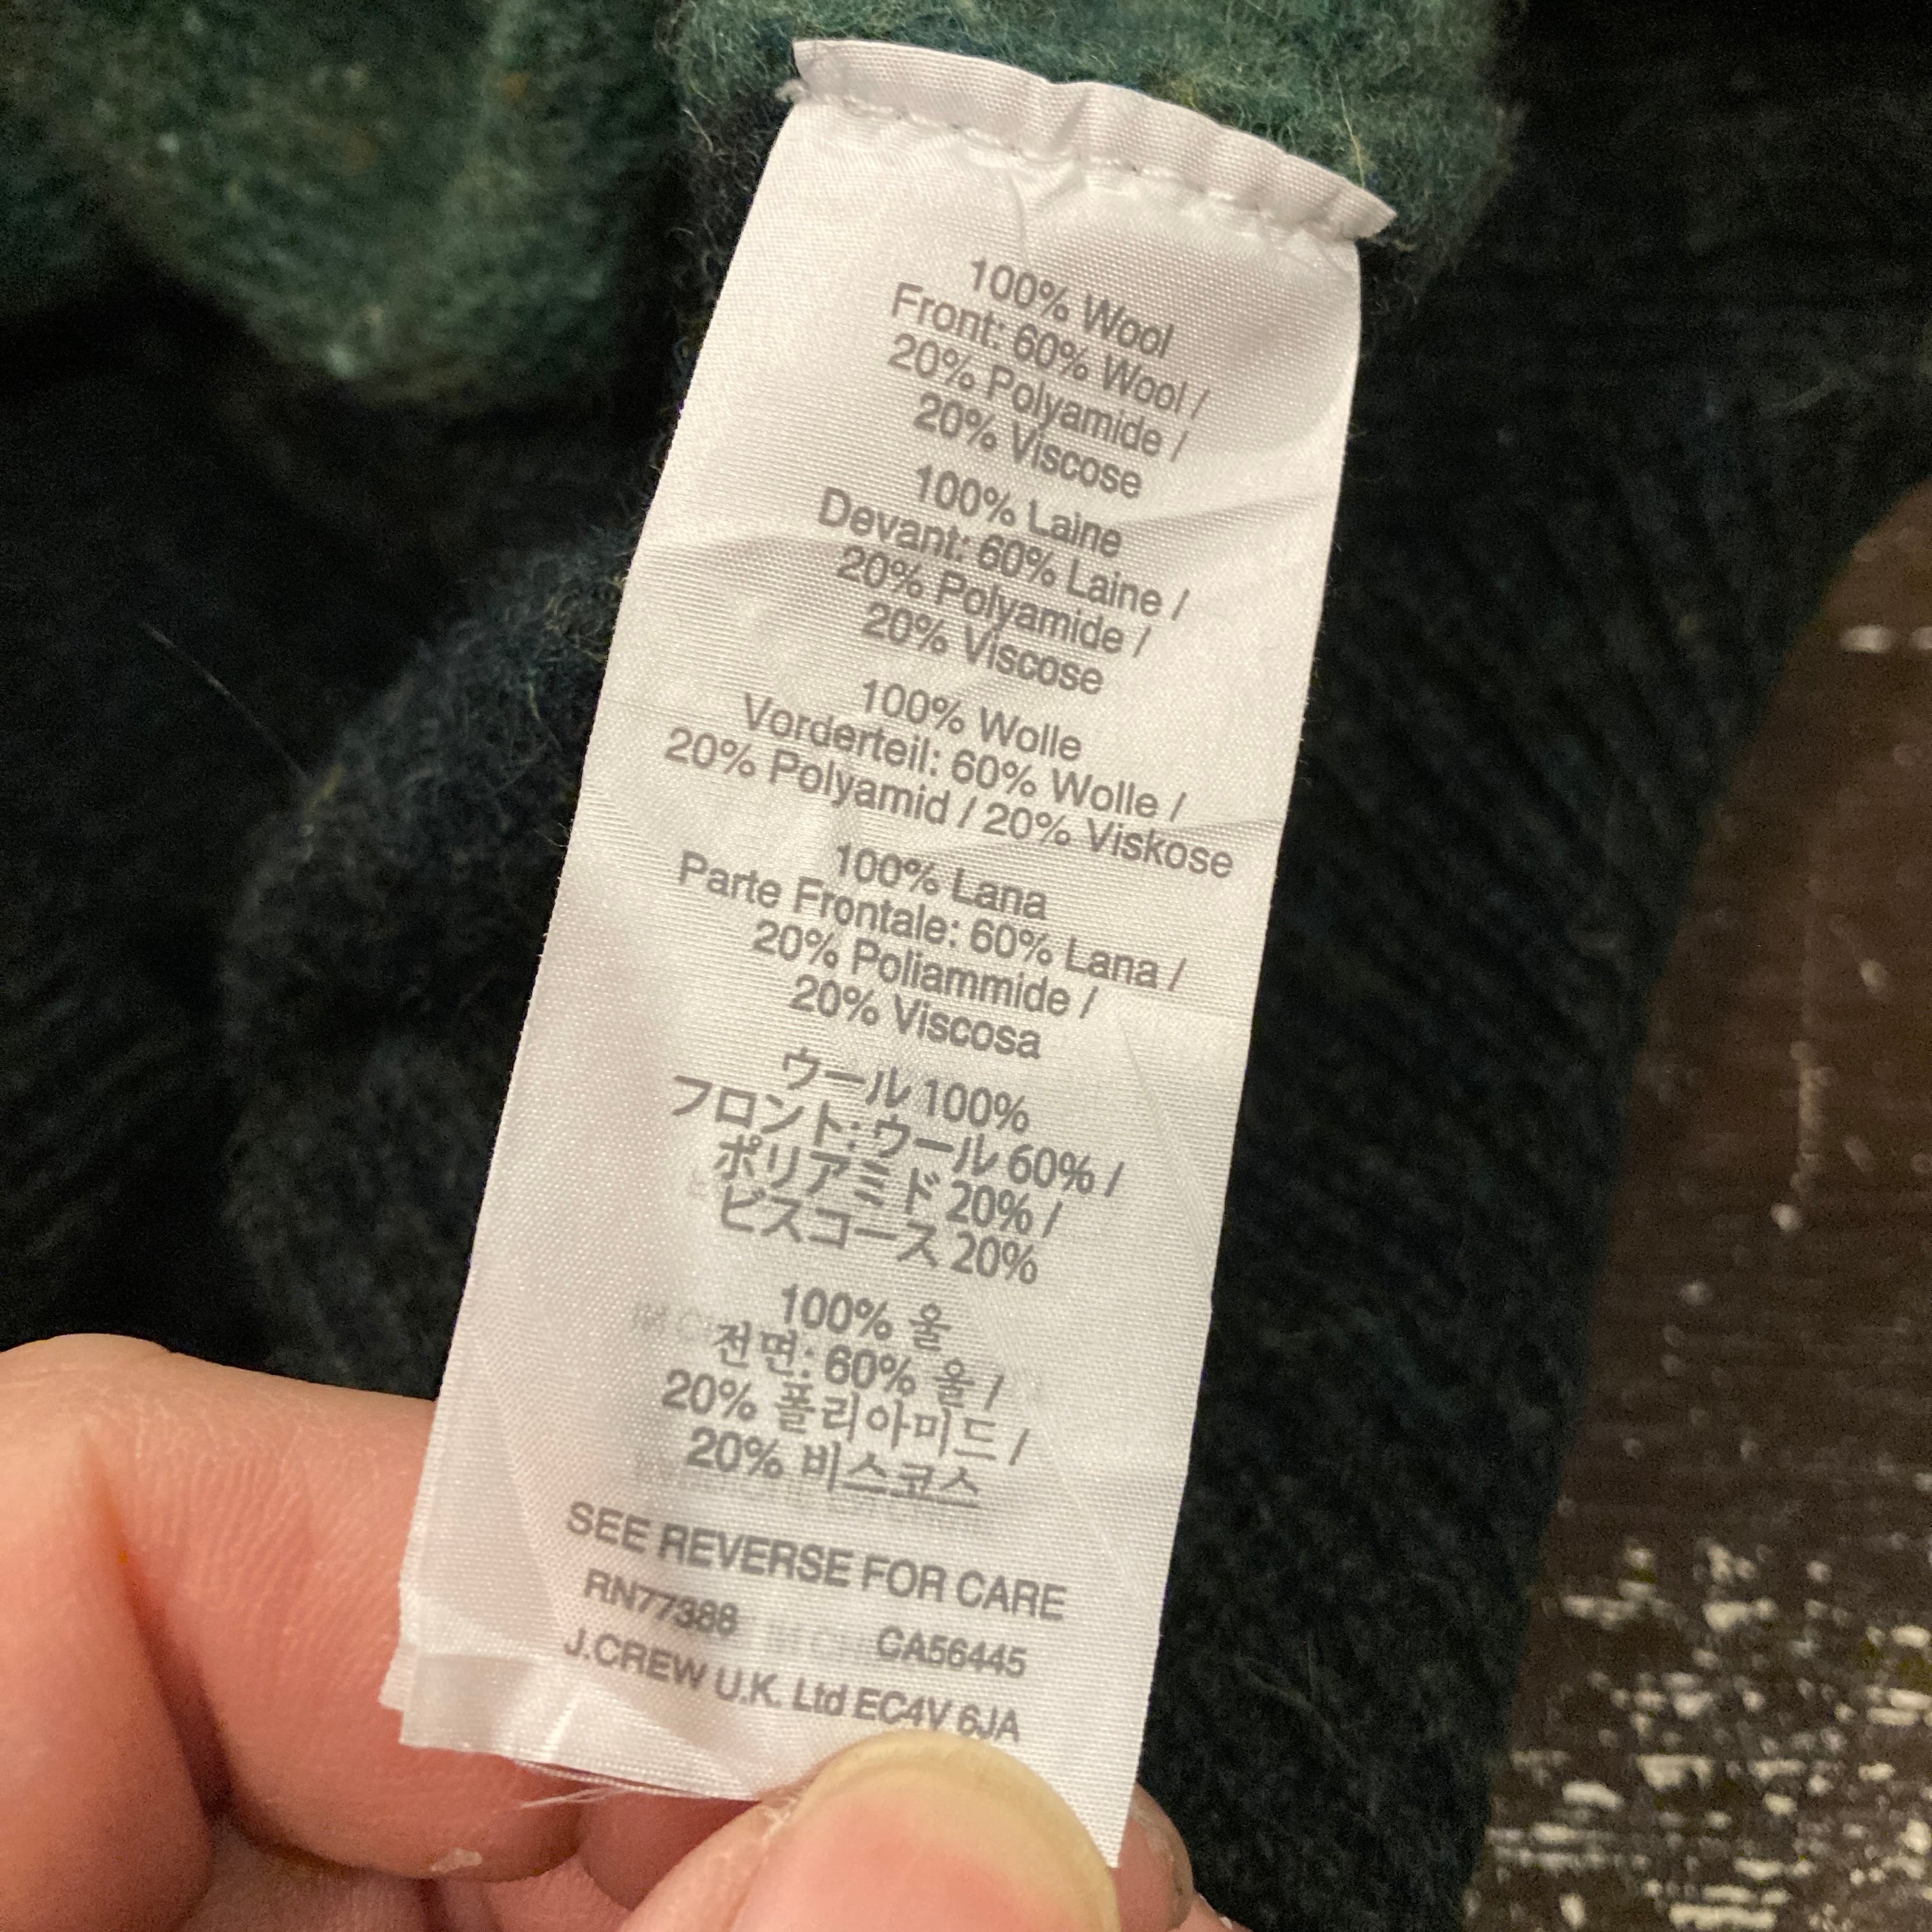 100% Wool
Front: 60% Wool /
20% Polyamide /
20% Viscose
100% Laine
Devant: 60% Laine /
20% Polyamide /
20% Viscose
100% Wolle
Vorderteil: 60% Wolle /
20% Polyamid / 20% Viskose
100% Lana
Parte Frontale: 60% Lana /
20% Poliammide /
20% Viscosa
ウール 100%
フロント: ウール 60% /
ポリアミド 20% /
ビスコース 20%
100% 울
전면: 60% 울 /
20% 폴리아미드 /
20% 비스코스
SEE REVERSE FOR CARE
RN77388 CA56445
J.CREW U.K. Ltd EC4V 6JA